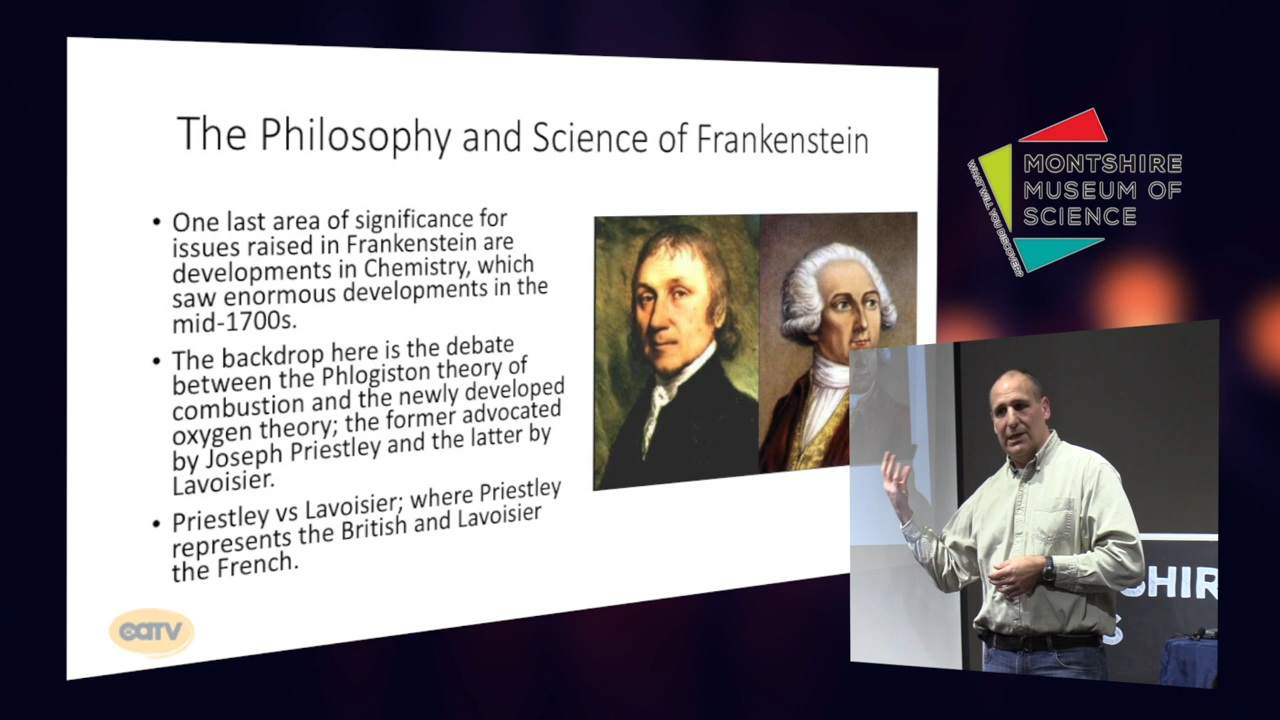 The Philosophy and Science of Frankenstein
• One last area of significance for
issues raised in Frankenstein are
developments in Chemistry, which
saw enormous developments in the
mid-1700s.
• The backdrop here is the debate
between the Phlogiston theory of
combustion and the newly developed
oxygen theory; the former advocated
by Joseph Priestley and the latter by
Lavoisier.
• Priestley vs Lavoisier; where Priestley
represents the British and Lavoisier
the French.
CATV
MONTSHIRE
MUSEUM OF
SCIENCE
WHAT WILL YOU DISCOVER?
SHIR
S